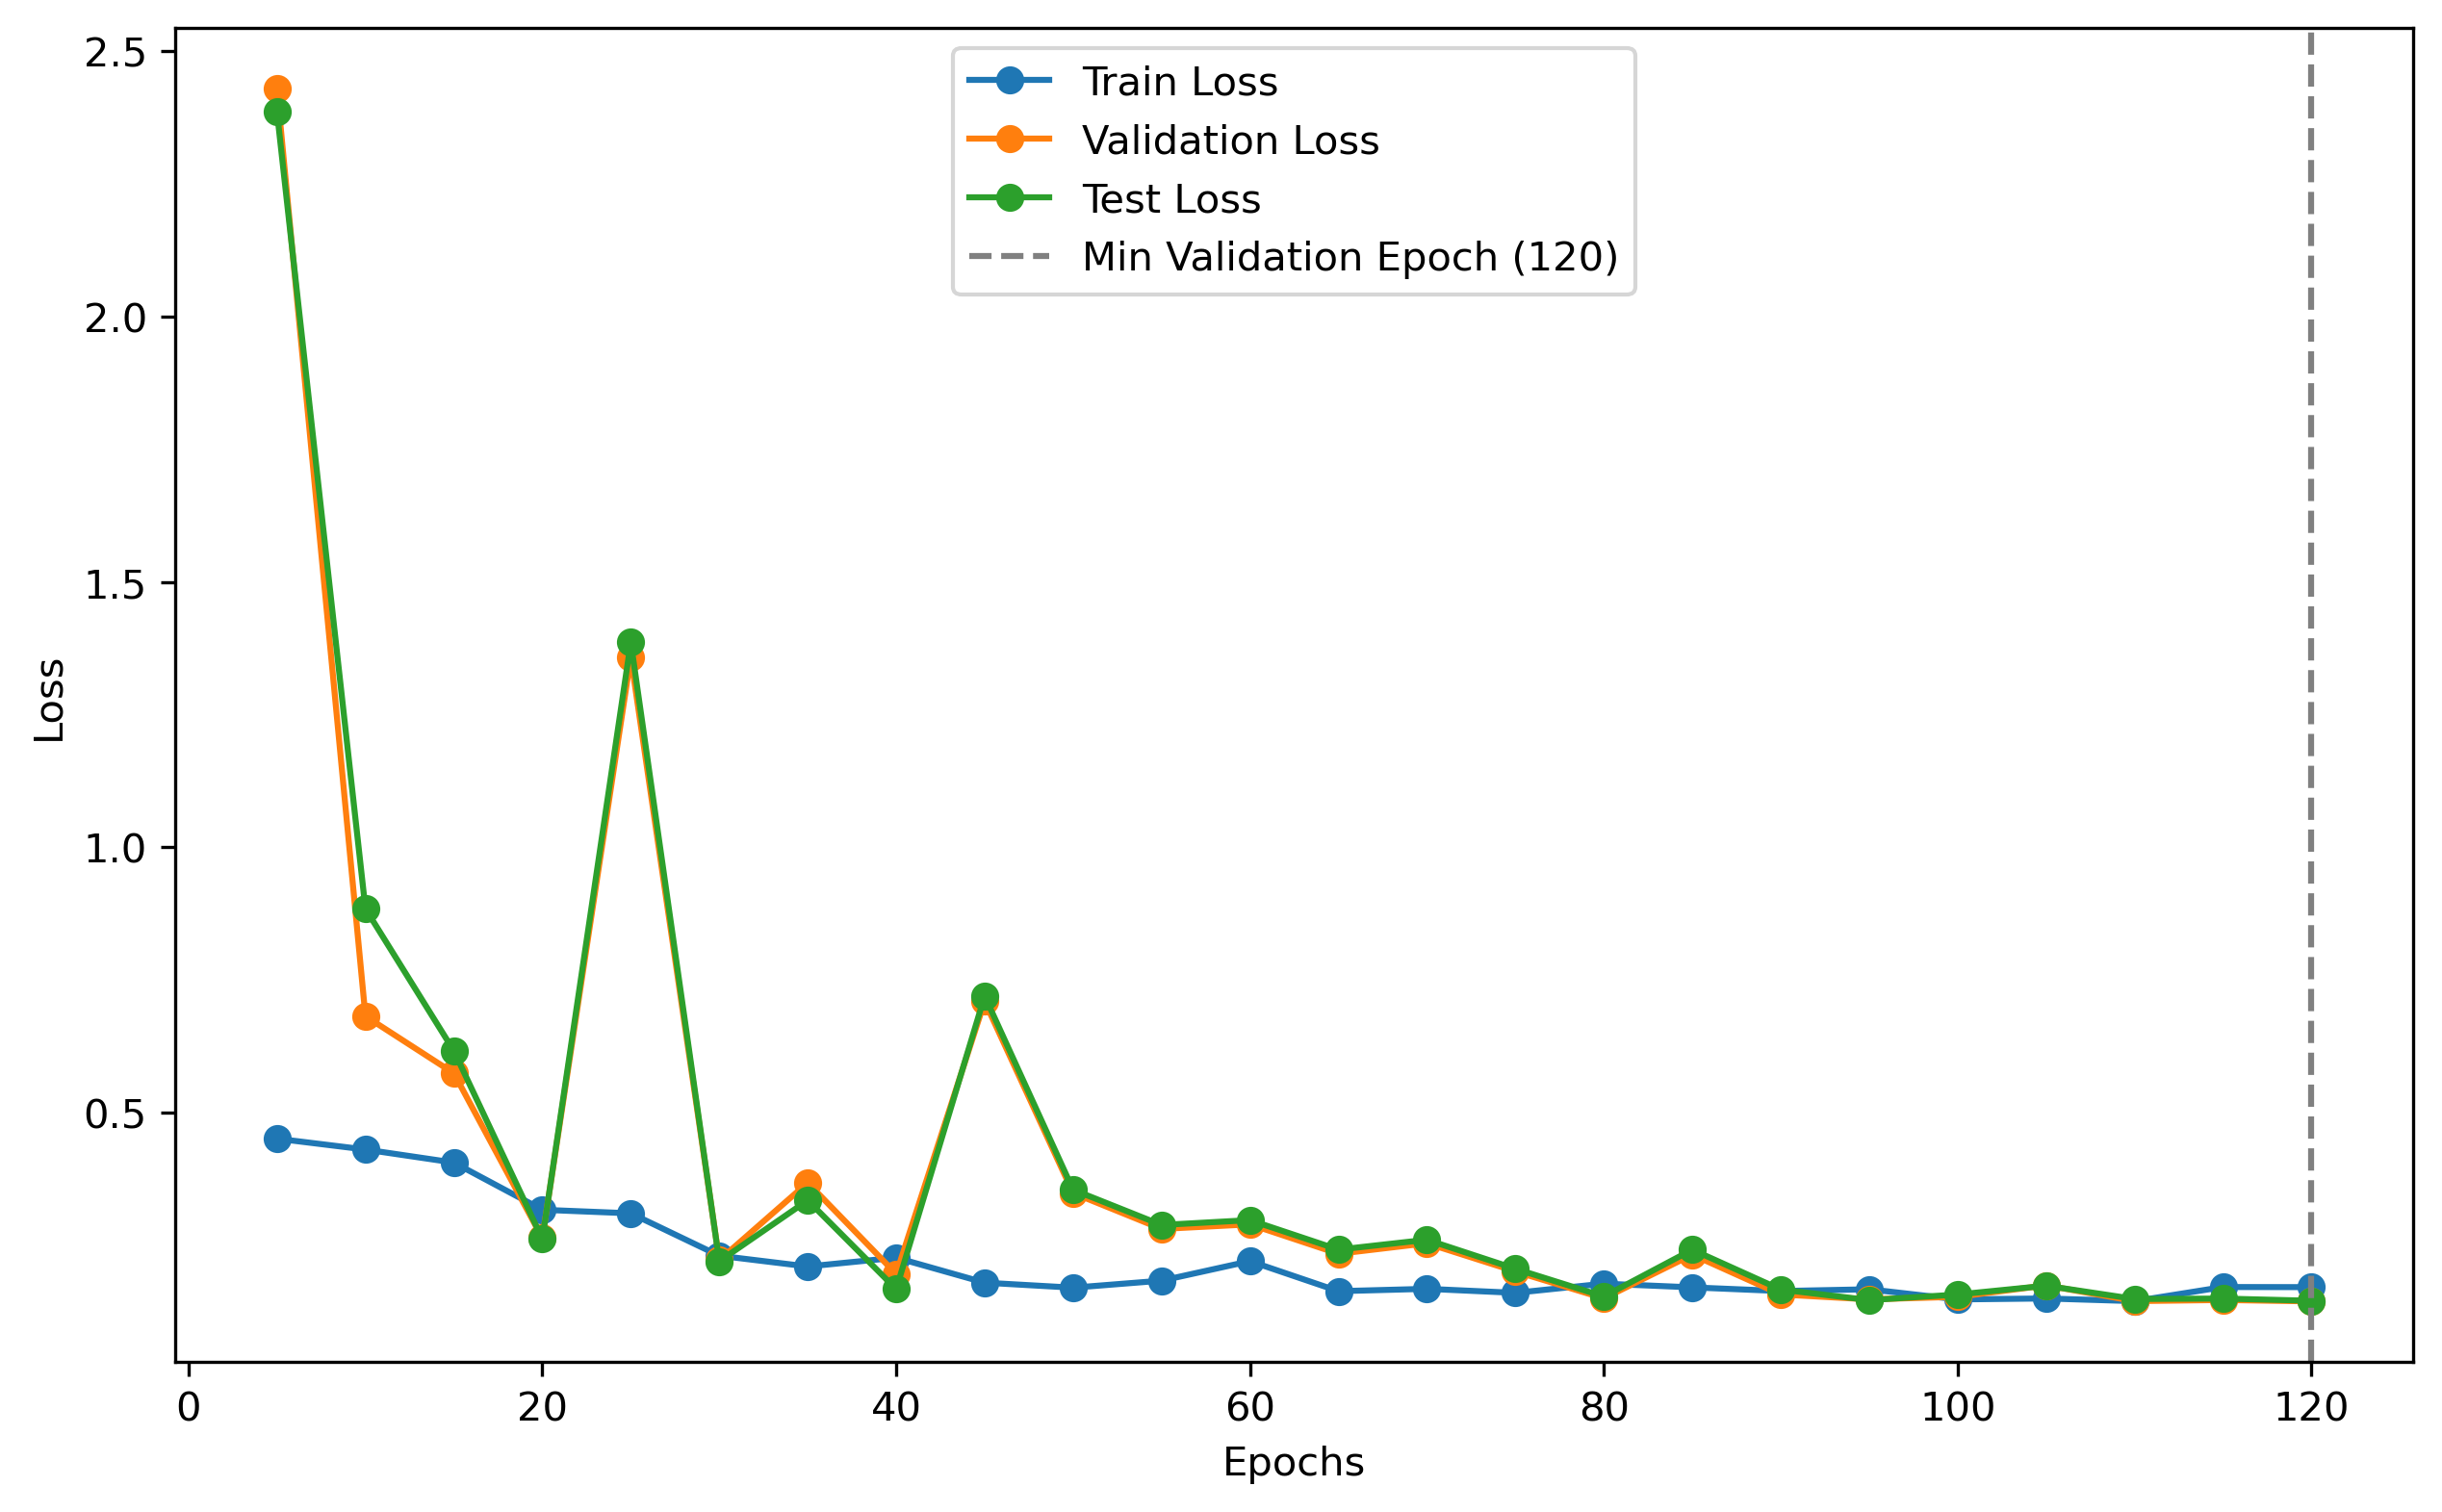 2.5
2.0
1.5
1.0
0.5
Loss
Train Loss
Validation Loss
Test Loss
Min Validation Epoch (120)
0 20 40 60 80 100 120
Epochs